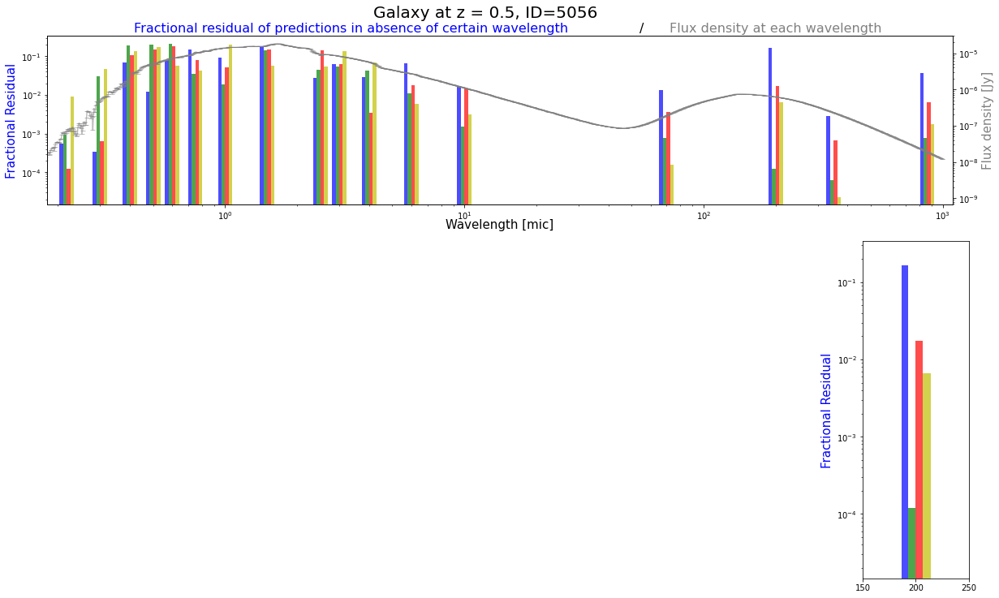 Galaxy at z = 0.5, ID=5056
Fractional residual of predictions in absence of certain wavelength / Flux density at each wavelength
Fractional Residual
10⁻¹
10⁻²
10⁻³
10⁻⁴
10⁻⁵
10⁻⁶
10⁻⁷
10⁻⁸
10⁻⁹
Flux density [Jy]
10⁰ 10¹ 10² 10³
Wavelength [mic]
Fractional Residual
10⁻¹
10⁻²
10⁻³
10⁻⁴
150 200 250